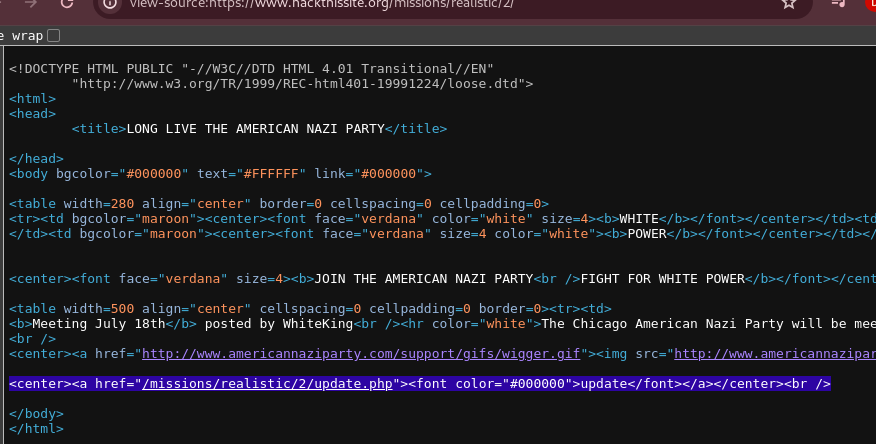 view-source:https://www.hackthissite.org/missions/realistic/2/
e wrap
<!DOCTYPE HTML PUBLIC "-//W3C//DTD HTML 4.01 Transitional//EN"
"http://www.w3.org/TR/1999/REC-html401-19991224/loose.dtd">
<html>
<head>
<title>LONG LIVE THE AMERICAN NAZI PARTY</title>
</head>
<body bgcolor="#000000" text="#FFFFFF" link="#000000">
<table width=280 align="center" border=0 cellspacing=0 cellpadding=0>
<tr><td bgcolor="maroon"><center><font face="verdana" color="white" size=4><b>WHITE</b></font></center></td><td
</td><td bgcolor="maroon"><center><font face="verdana" size=4 color="white"><b>POWER</b></font></center></td></
<center><font face="verdana" size=4><b>JOIN THE AMERICAN NAZI PARTY<br />FIGHT FOR WHITE POWER</b></font></cent
<table width=500 align="center" cellspacing=0 cellpadding=0 border=0><tr><td>
<b>Meeting July 18th</b> posted by WhiteKing<br /><hr color="white">The Chicago American Nazi Party will be mee
<br />
<center><a href="http://www.americannaziparty.com/support/gifs/wigger.gif"><img src="http://www.americannazipar
<center><a href="/missions/realistic/2/update.php"><font color="#000000">update</font></a></center><br />
</body>
</html>